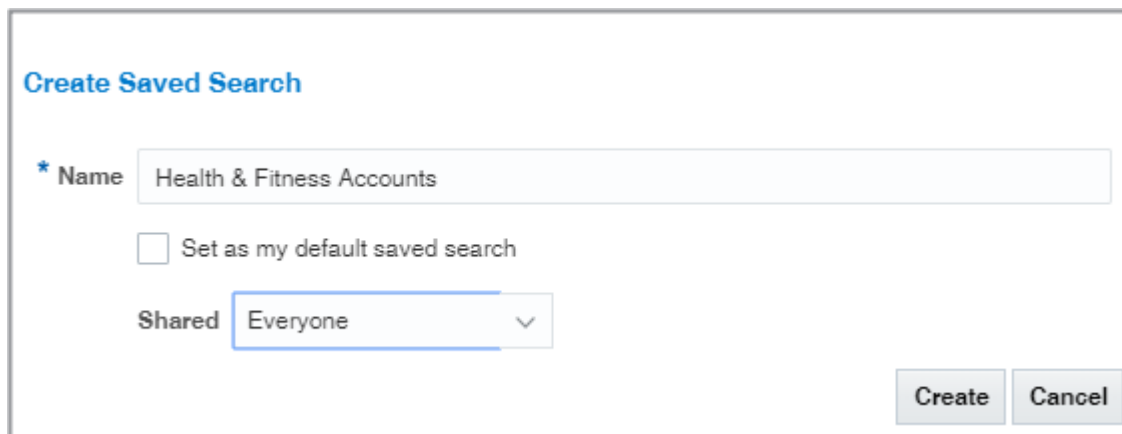 Create Saved Search
* Name Health & Fitness Accounts
Set as my default saved search
Shared Everyone
Create Cancel